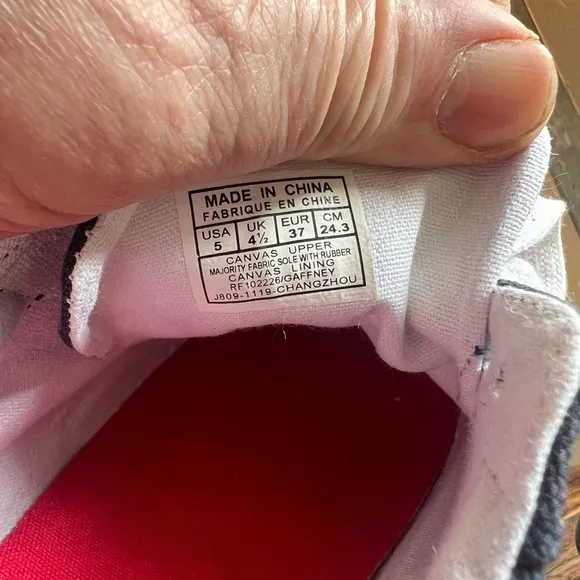 MADE IN CHINA
FABRIQUE EN CHINE
USA UK EUR CM
5 4½ 37 24.3
CANVAS UPPER
MAJORITY FABRIC SOLE WITH RUBBER
CANVAS LINING
RF102226/GAFFNEY
J809-1119-CHANGZHOU